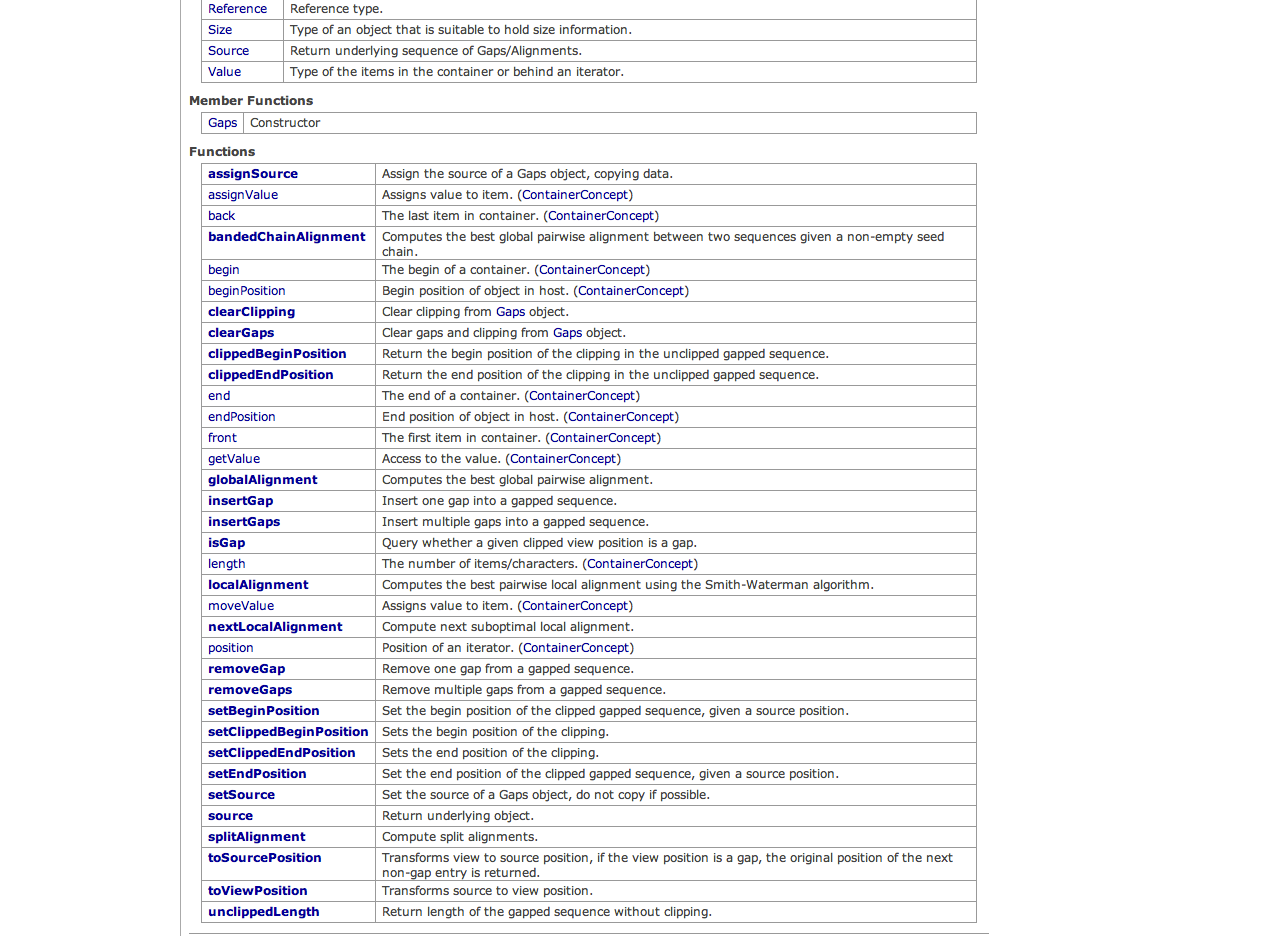 Reference Reference type.
Size Type of an object that is suitable to hold size information.
Source Return underlying sequence of Gaps/Alignments.
Value Type of the items in the container or behind an iterator.
Member Functions
Gaps Constructor
Functions
assignSource Assign the source of a Gaps object, copying data.
assignValue Assigns value to item. (ContainerConcept)
back The last item in container. (ContainerConcept)
bandedChainAlignment Computes the best global pairwise alignment between two sequences given a non-empty seed
chain.
begin The begin of a container. (ContainerConcept)
beginPosition Begin position of object in host. (ContainerConcept)
clearClipping Clear clipping from Gaps object.
clearGaps Clear gaps and clipping from Gaps object.
clippedBeginPosition Return the begin position of the clipping in the unclipped gapped sequence.
clippedEndPosition Return the end position of the clipping in the unclipped gapped sequence.
end The end of a container. (ContainerConcept)
endPosition End position of object in host. (ContainerConcept)
front The first item in container. (ContainerConcept)
getValue Access to the value. (ContainerConcept)
globalAlignment Computes the best global pairwise alignment.
insertGap Insert one gap into a gapped sequence.
insertGaps Insert multiple gaps into a gapped sequence.
isGap Query whether a given clipped view position is a gap.
length The number of items/characters. (ContainerConcept)
localAlignment Computes the best pairwise local alignment using the Smith-Waterman algorithm.
moveValue Assigns value to item. (ContainerConcept)
nextLocalAlignment Compute next suboptimal local alignment.
position Position of an iterator. (ContainerConcept)
removeGap Remove one gap from a gapped sequence.
removeGaps Remove multiple gaps from a gapped sequence.
setBeginPosition Set the begin position of the clipped gapped sequence, given a source position.
setClippedBeginPosition Sets the begin position of the clipping.
setClippedEndPosition Sets the end position of the clipping.
setEndPosition Set the end position of the clipped gapped sequence, given a source position.
setSource Set the source of a Gaps object, do not copy if possible.
source Return underlying object.
splitAlignment Compute split alignments.
toSourcePosition Transforms view to source position, if the view position is a gap, the original position of the next
non-gap entry is returned.
toViewPosition Transforms source to view position.
unclippedLength Return length of the gapped sequence without clipping.